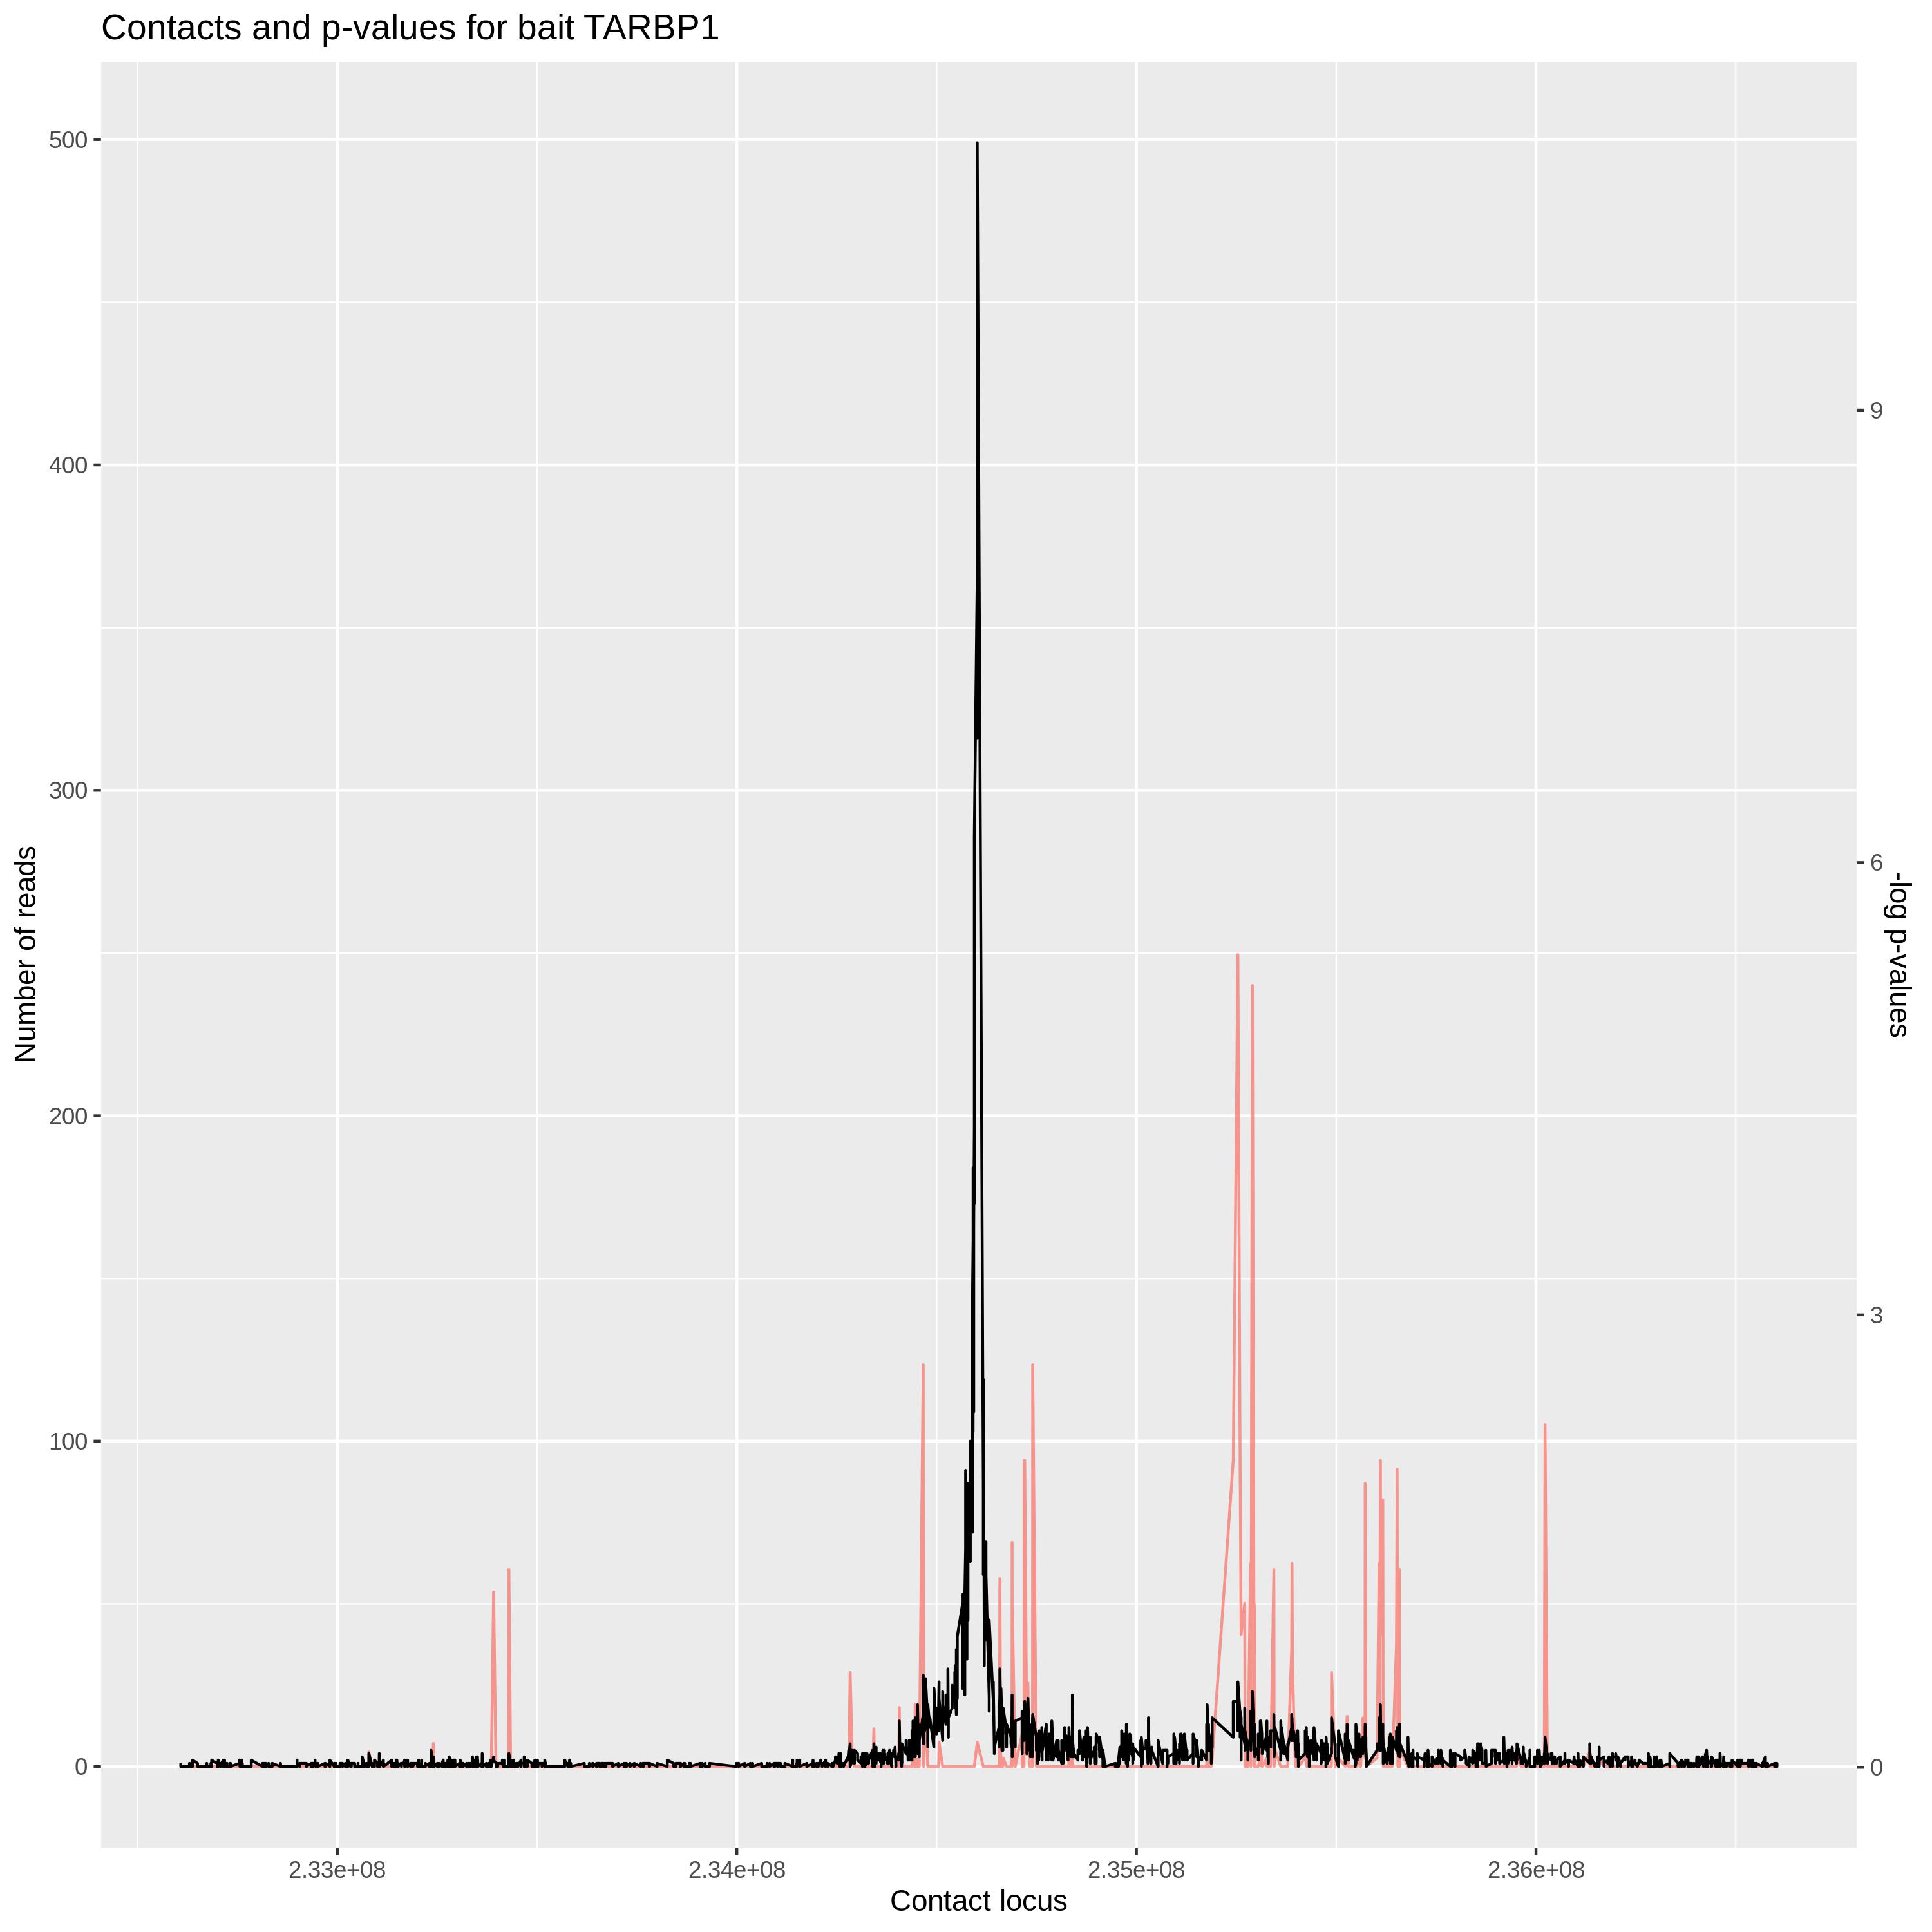 Contacts and p-values for bait TARBP1
500
400
300
200
100
0
Number of reads
9
6
3
0
-log p-values
2.33e+08
2.34e+08
2.35e+08
2.36e+08
Contact locus